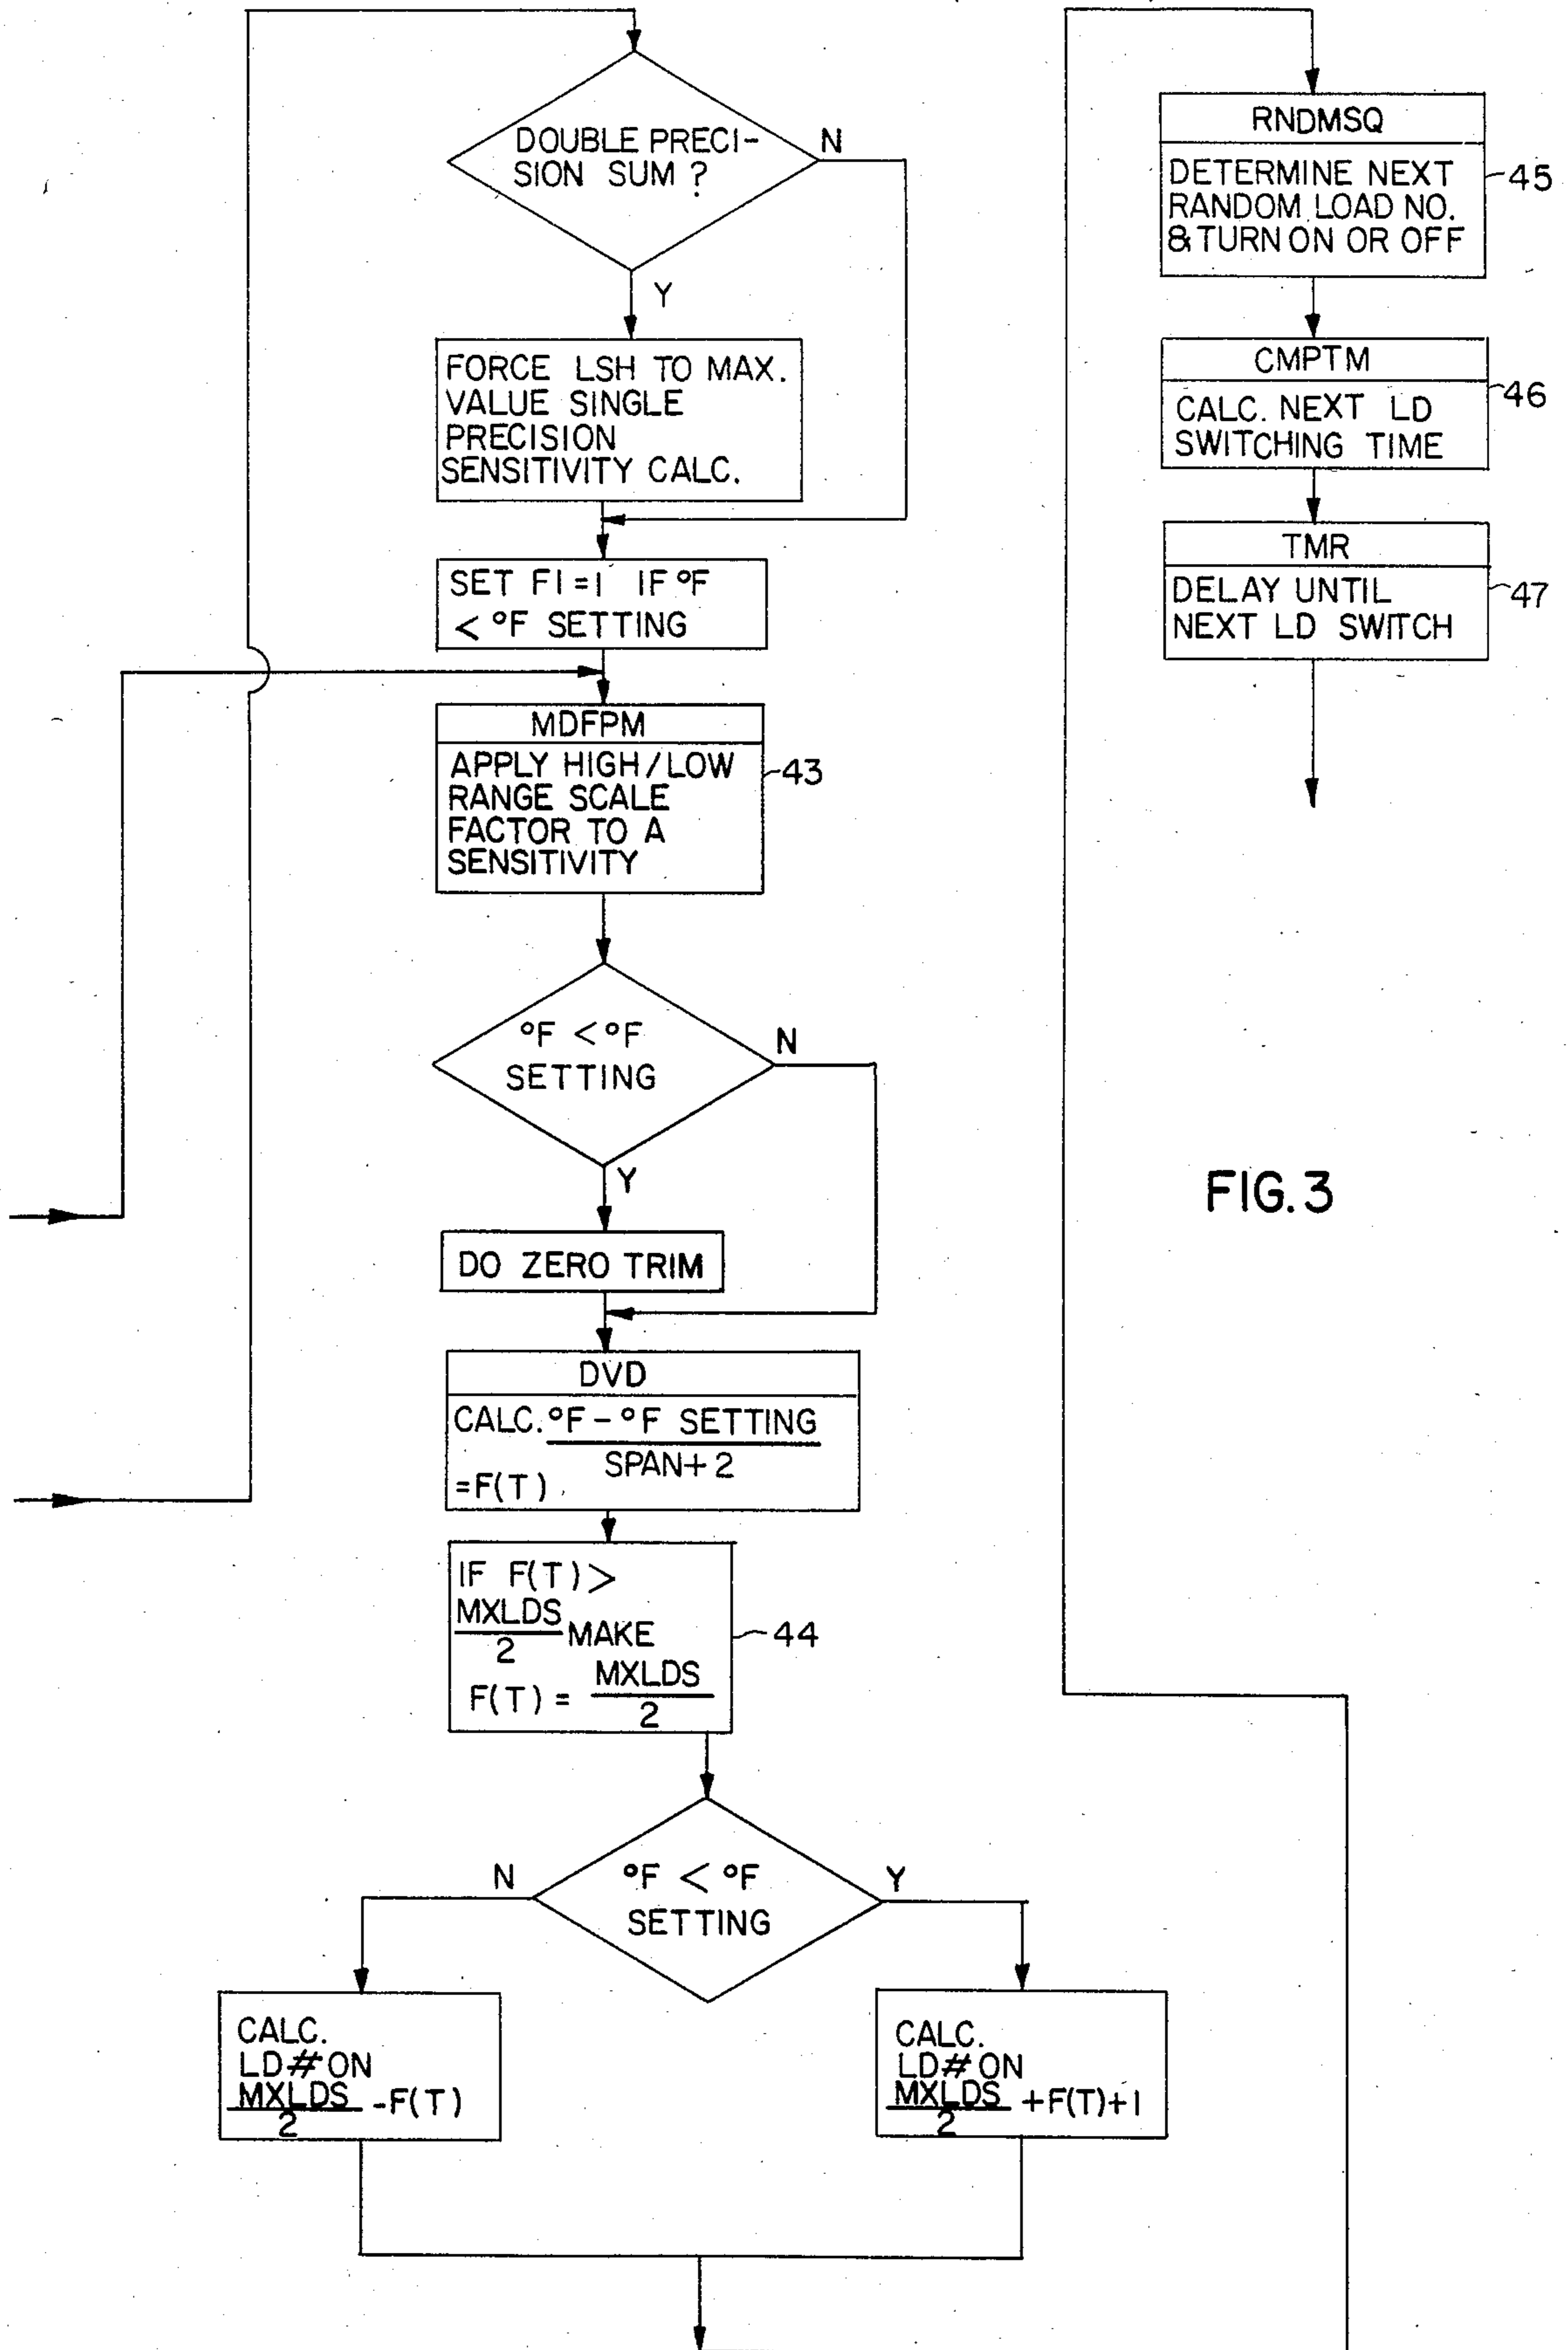 DOUBLE PRECI-
SION SUM ?
N
Y
FORCE LSH TO MAX.
VALUE SINGLE
PRECISION
SENSITIVITY CALC.
SET F1=1 IF °F
< °F SETTING
MDFPM
APPLY HIGH/LOW
RANGE SCALE
FACTOR TO A
SENSITIVITY
43
°F < °F
SETTING
N
Y
DO ZERO TRIM
DVD
CALC. °F - °F SETTING
SPAN+2
=F(T)
IF F(T) >
MXLDS
2 MAKE
F(T) = MXLDS
2
44
N
°F < °F
SETTING
Y
CALC.
LD# ON
MXLDS -F(T)
2
CALC.
LD# ON
MXLDS +F(T)+1
2
RNDMSQ
DETERMINE NEXT
RANDOM LOAD NO.
& TURN ON OR OFF
45
CMPTM
CALC. NEXT LD
SWITCHING TIME
46
TMR
DELAY UNTIL
NEXT LD SWITCH
47
FIG. 3